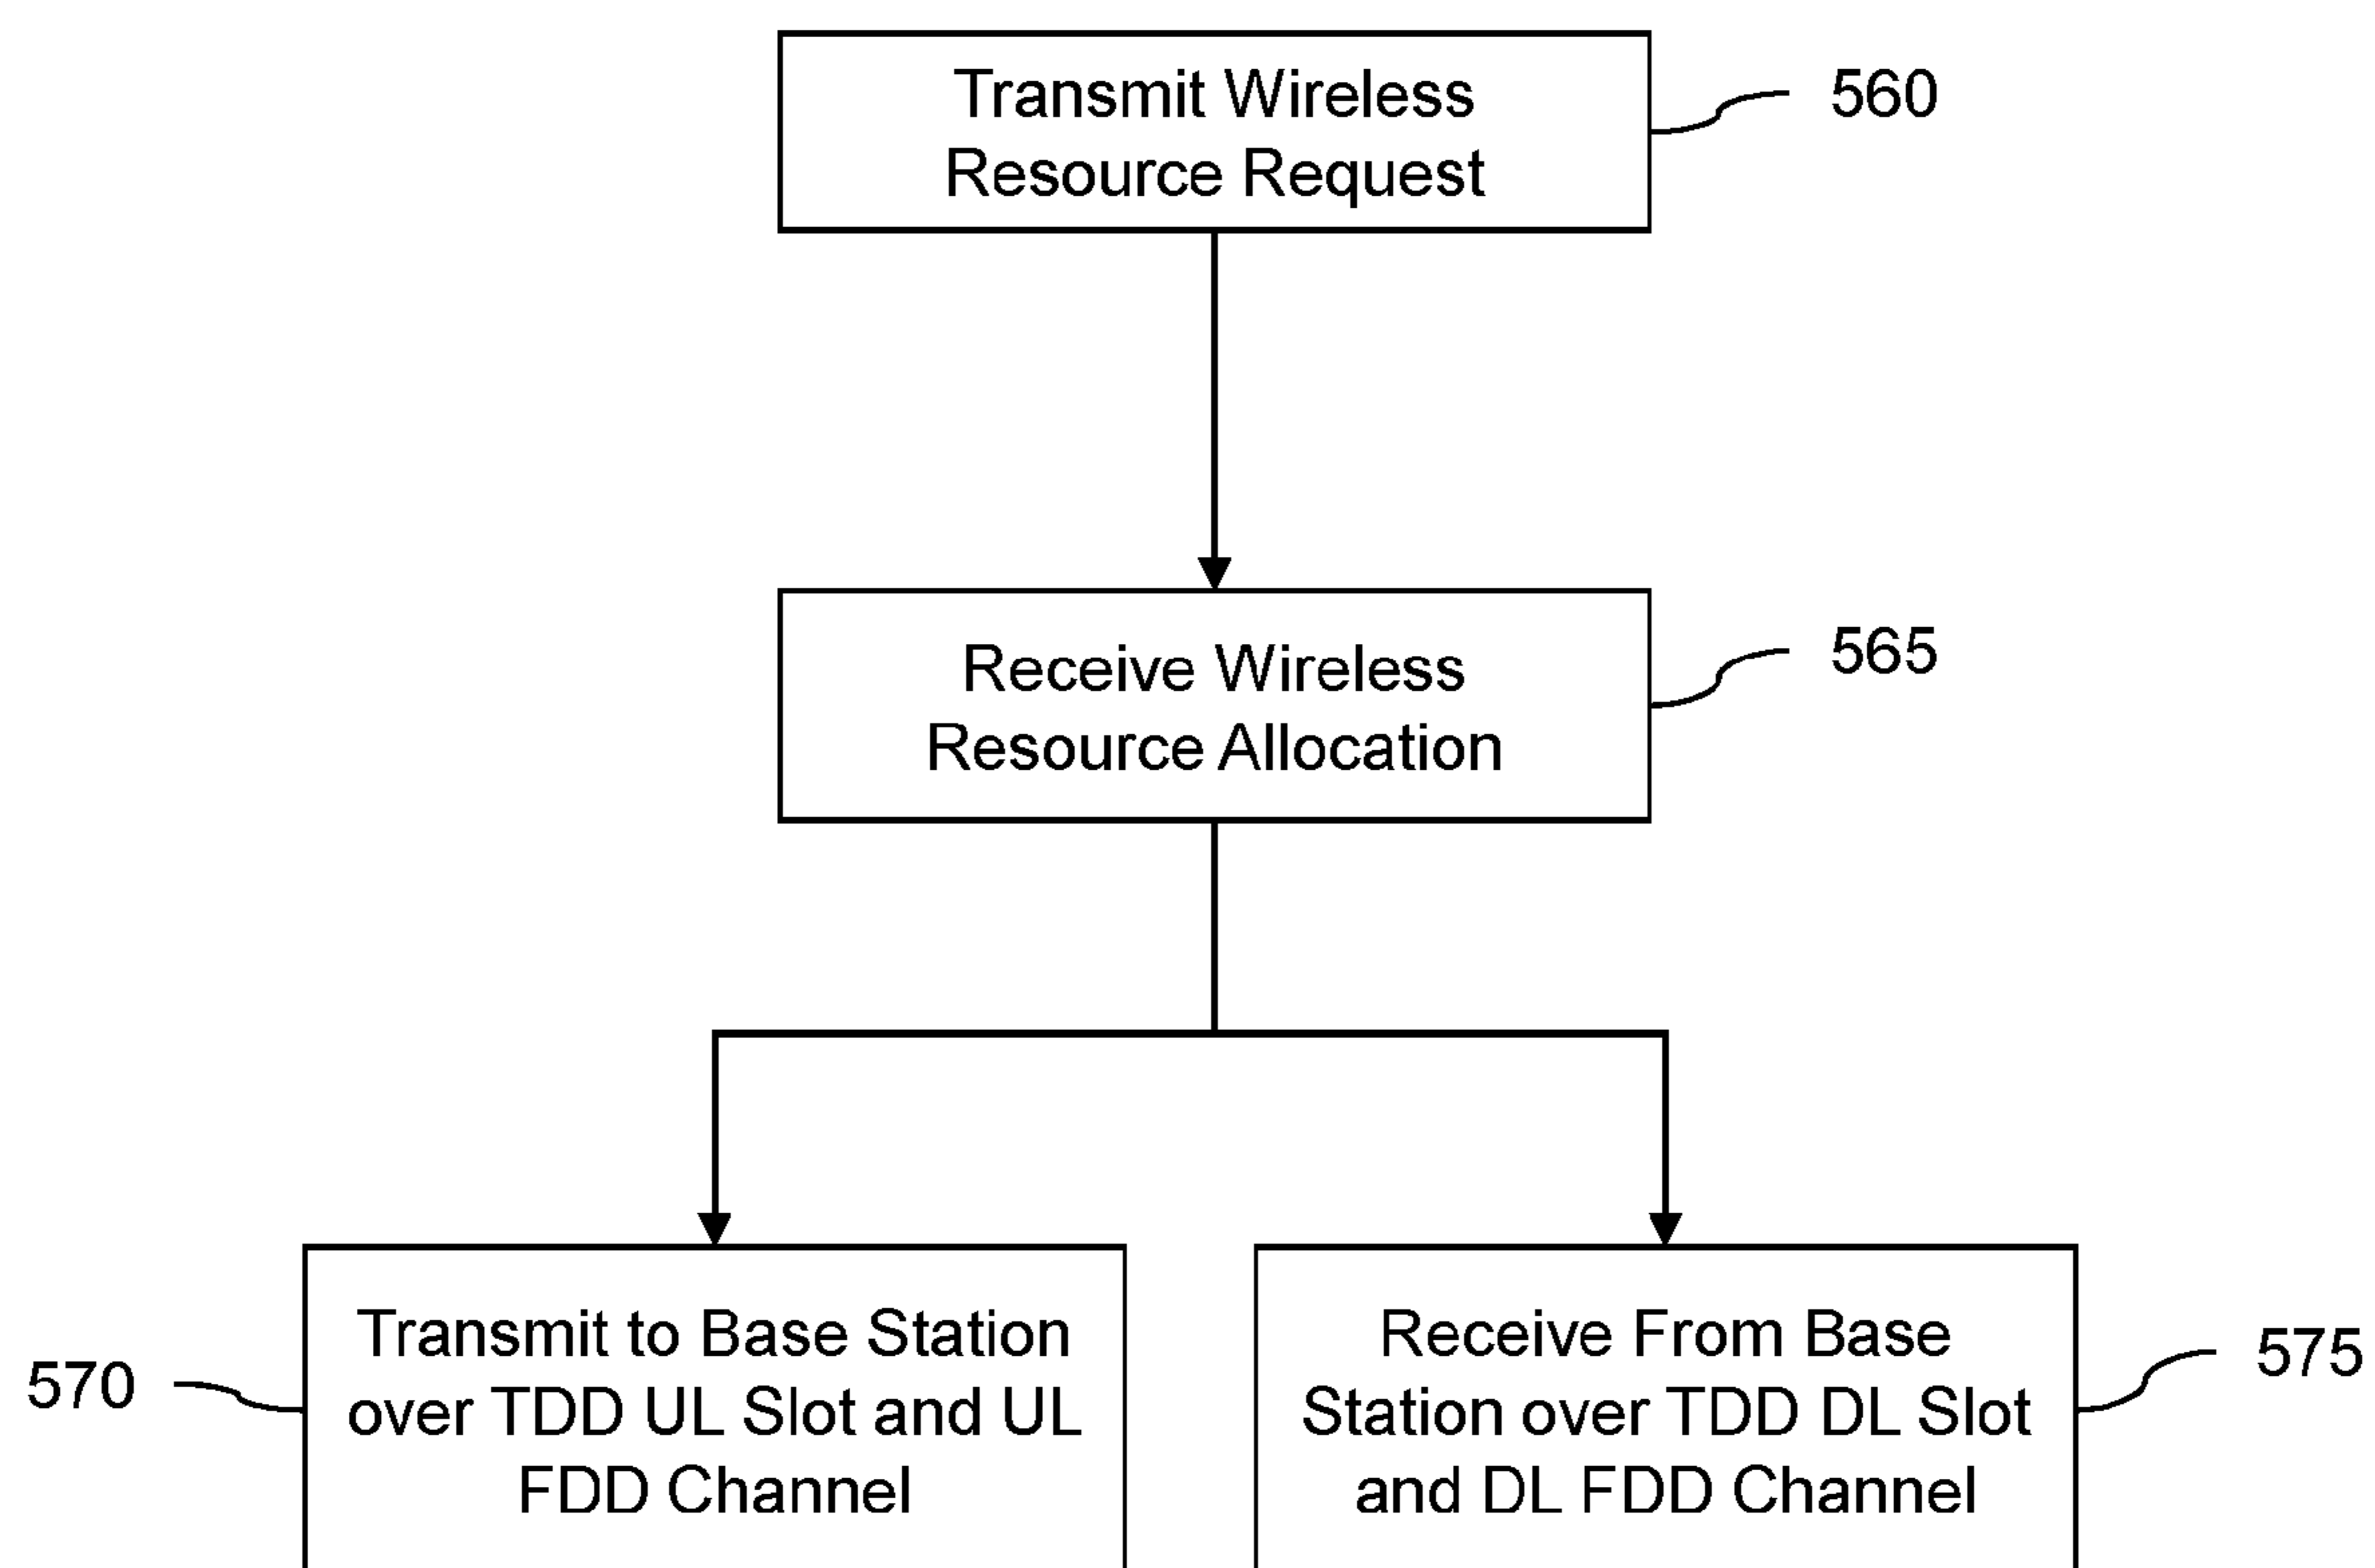 Transmit Wireless
Resource Request
560
Receive Wireless
Resource Allocation
565
Transmit to Base Station
over TDD UL Slot and UL
FDD Channel
570
Receive From Base
Station over TDD DL Slot
and DL FDD Channel
575